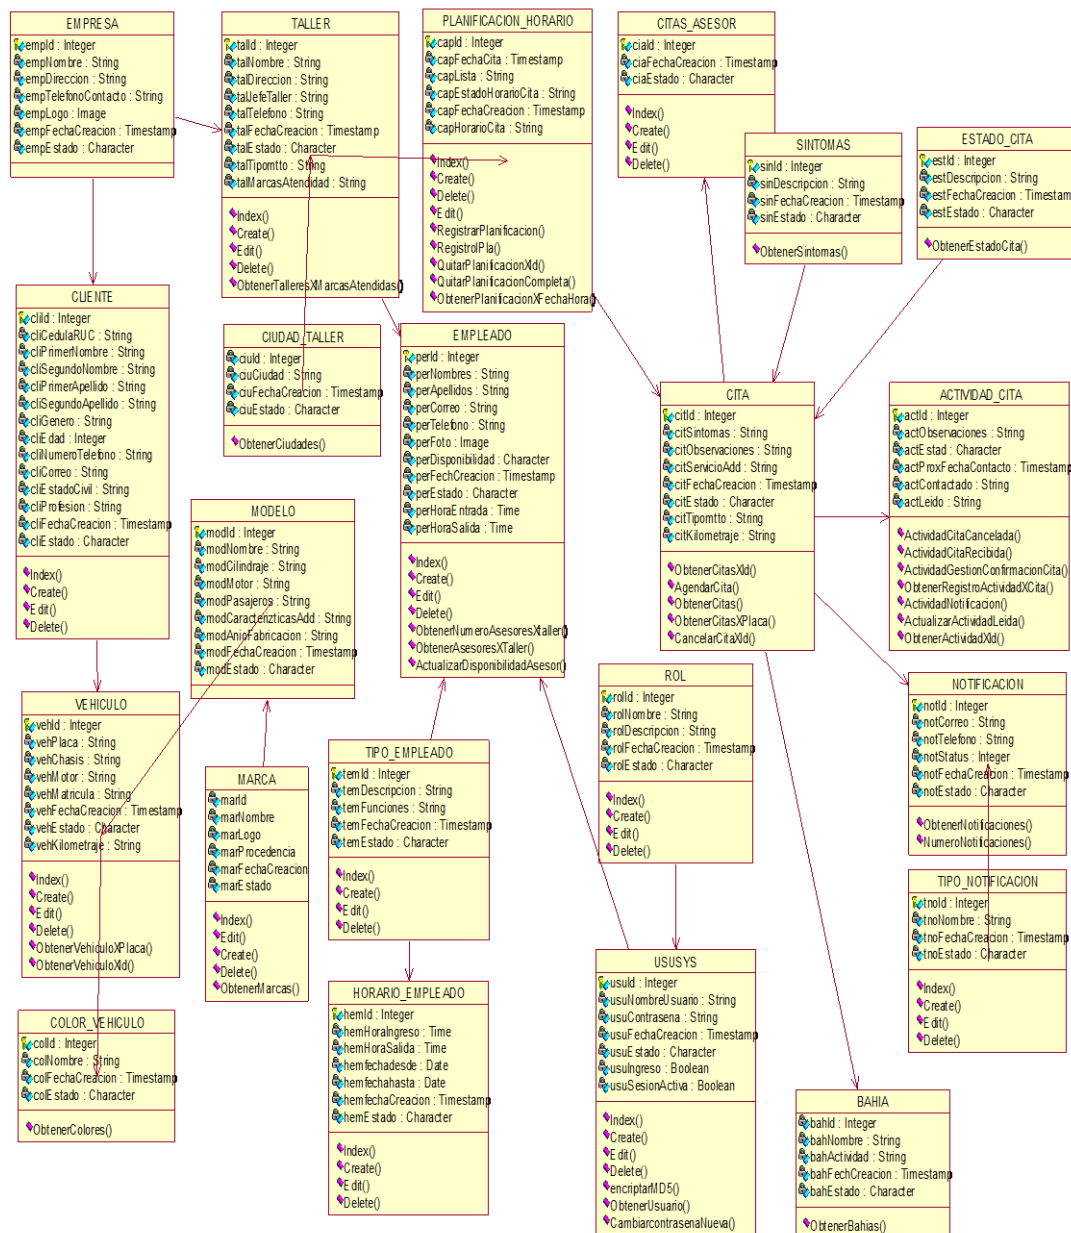 EMPRESA
empId : Integer
empNombre : String
empDireccion : String
empTelefonoContacto : String
empLogo : Image
empFechaCreacion : Timestamp
empEstado : Character
TALLER
talId : Integer
talNombre : String
talDireccion : String
talJefeTaller : String
talTelefono : String
talFechaCreacion : Timestamp
talEstado : Character
talTipomtto : String
talMarcasAtendidad : String
Index()
Create()
Edit()
Delete()
ObtenerTalleresXMarcasAtendidas()
PLANIFICACION_HORARIO
capId : Integer
capFechaCita : Timestamp
capLista : String
capEstadoHorarioCita : String
capFechaCreacion : Timestamp
capHorarioCita : String
Index()
Create()
Delete()
Edit()
RegistrarPlanificacion()
RegistrolPla()
QuitarPlanificacionXId()
QuitarPlanificacionCompleta()
ObtenerPlanificacionXFechaHora()
CITAS_ASESOR
ciaId : Integer
ciaFechaCreacion : Timestamp
ciaEstado : Character
Index()
Create()
Edit()
Delete()
SINTOMAS
sinId : Integer
sinDescripcion : String
sinFechaCreacion : Timestamp
sinEstado : Character
ObtenerSintomas()
ESTADO_CITA
estId : Integer
estDescripcion : String
estFechaCreacion : Timestamp
estEstado : Character
ObtenerEstadoCita()
CLIENTE
cliId : Integer
cliCedulaRUC : String
cliPrimerNombre : String
cliSegundoNombre : String
cliPrimerApellido : String
cliSegundoApellido : String
cliGenero : String
cliEdad : Integer
cliNumeroTelefno : String
cliCorreo : String
cliEstadoCivil : String
cliProfesion : String
cliFechaCreacion : Timestamp
cliEstado : Character
Index()
Create()
Edit()
Delete()
CIUDAD_TALLER
ciuId : Integer
ciuCiudad : String
ciuFechaCreacion : Timestamp
ciuEstado : Character
ObtenerCiudades()
EMPLEADO
perId : Integer
perNombres : String
perApellidos : String
perCorreo : String
perTelefono : String
perFoto : Image
perDisponibilidad : Character
perFechCreacion : Timestamp
perEstado : Character
perHoraEntrada : Time
perHoraSalida : Time
Index()
Create()
Edit()
Delete()
ObtenerNumeroAsesoresXtaller()
ObtenerAsesoresXTaller()
ActualizarDisponibilidadAsesor()
CITA
citId : Integer
citSintomas : String
citObservaciones : String
citServicioAdd : String
citFechaCreacion : Timestamp
citEstado : Character
citTipomtto : String
citKilometraje : String
ObtenerCitasXId()
AgendarCita()
ObtenerCitas()
ObtenerCitasXPlaca()
CancelarCitaXId()
ACTIVIDAD_CITA
actId : Integer
actObservaciones : String
actEstad : Character
actProxFechaContacto : Timestamp
actContactado : String
actLeido : String
ActividadCitaCancelada()
ActividadCitaRecibida()
ActividadGestionConfirmacionCita()
ObtenerRegistroActividadXCita()
ActividadNotificacion()
ActualizarActividadLeida()
ObtenerActividadXId()
MODELO
modId : Integer
modNombre : String
modCilindraje : String
modMotor : String
modPasajeros : String
modCaracterizticasAdd : String
modAnioFabricacion : String
modFechaCreacion : Timestamp
modEstado : Character
VEHICULO
vehId : Integer
vehPlaca : String
vehChasis : String
vehMotor : String
vehMatricula : String
vehFechaCreacion : Timestamp
vehEstado : Character
vehKilometraje : String
Index()
Create()
Edit()
Delete()
ObtenerVehiculoXPlaca()
ObtenerVehiculoXId()
MARCA
marId
marNombre
marLogo
marProcedencia
marFechaCreacion
marEstado
Index()
Edit()
Create()
Delete()
ObtenerMarcas()
TIPO_EMPLEADO
temId : Integer
temDescripcion : String
temFunciones : String
temFechaCreacion : Timestamp
temEstado : Character
Index()
Create()
Edit()
Delete()
ROL
rolId : Integer
rolNombre : String
rolDescripcion : String
rolFechaCreacion : Timestamp
rolEstado : Character
Index()
Create()
Edit()
Delete()
NOTIFICACION
notId : Integer
notCorreo : String
notTelefono : String
notStatus : Integer
notFechaCreacion : Timestamp
notEstado : Character
ObtenerNotificaciones()
NumeroNotificaciones()
TIPO_NOTIFICACION
tnoId : Integer
tnoNombre : String
tnoFechaCreacion : Timestamp
tnoEstado : Character
Index()
Create()
Edit()
Delete()
COLOR_VEHICULO
colId : Integer
colNombre : String
colFechaCreacion : Timestamp
colEstado : Character
ObtenerColores()
HORARIO_EMPLEADO
hemId : Integer
hemHoraIngreso : Time
hemHoraSalida : Time
hemfechadesde : Date
hemfechahasta : Date
hemfechaCreacion : Timestamp
hemEstado : Character
Index()
Create()
Edit()
Delete()
USUSYS
usuId : Integer
usuNombreUsuario : String
usuContrasena : String
usuFechaCreacion : Timestamp
usuEstado : Character
usuIngreso : Boolean
usuSesionActiva : Boolean
Index()
Create()
Edit()
Delete()
encriptarMD5()
ObtenerUsuario()
CambiarcontrasenaNueva()
BAHIA
bahId : Integer
bahNombre : String
bahActividad : String
bahFechCreacion : Timestamp
bahEstado : Character
ObtenerBahias()